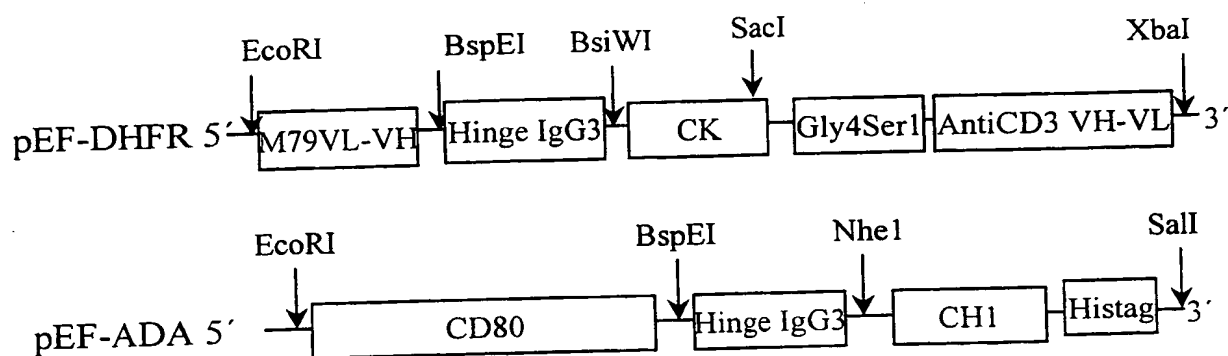 EcoRI BspEI BsiWI SacI XbaI
pEF-DHFR 5´ M79VL-VH Hinge IgG3 CK Gly4Ser1 AntiCD3 VH-VL 3´
EcoRI BspEI Nhe1 SalI
pEF-ADA 5´ CD80 Hinge IgG3 CH1 Histag 3´